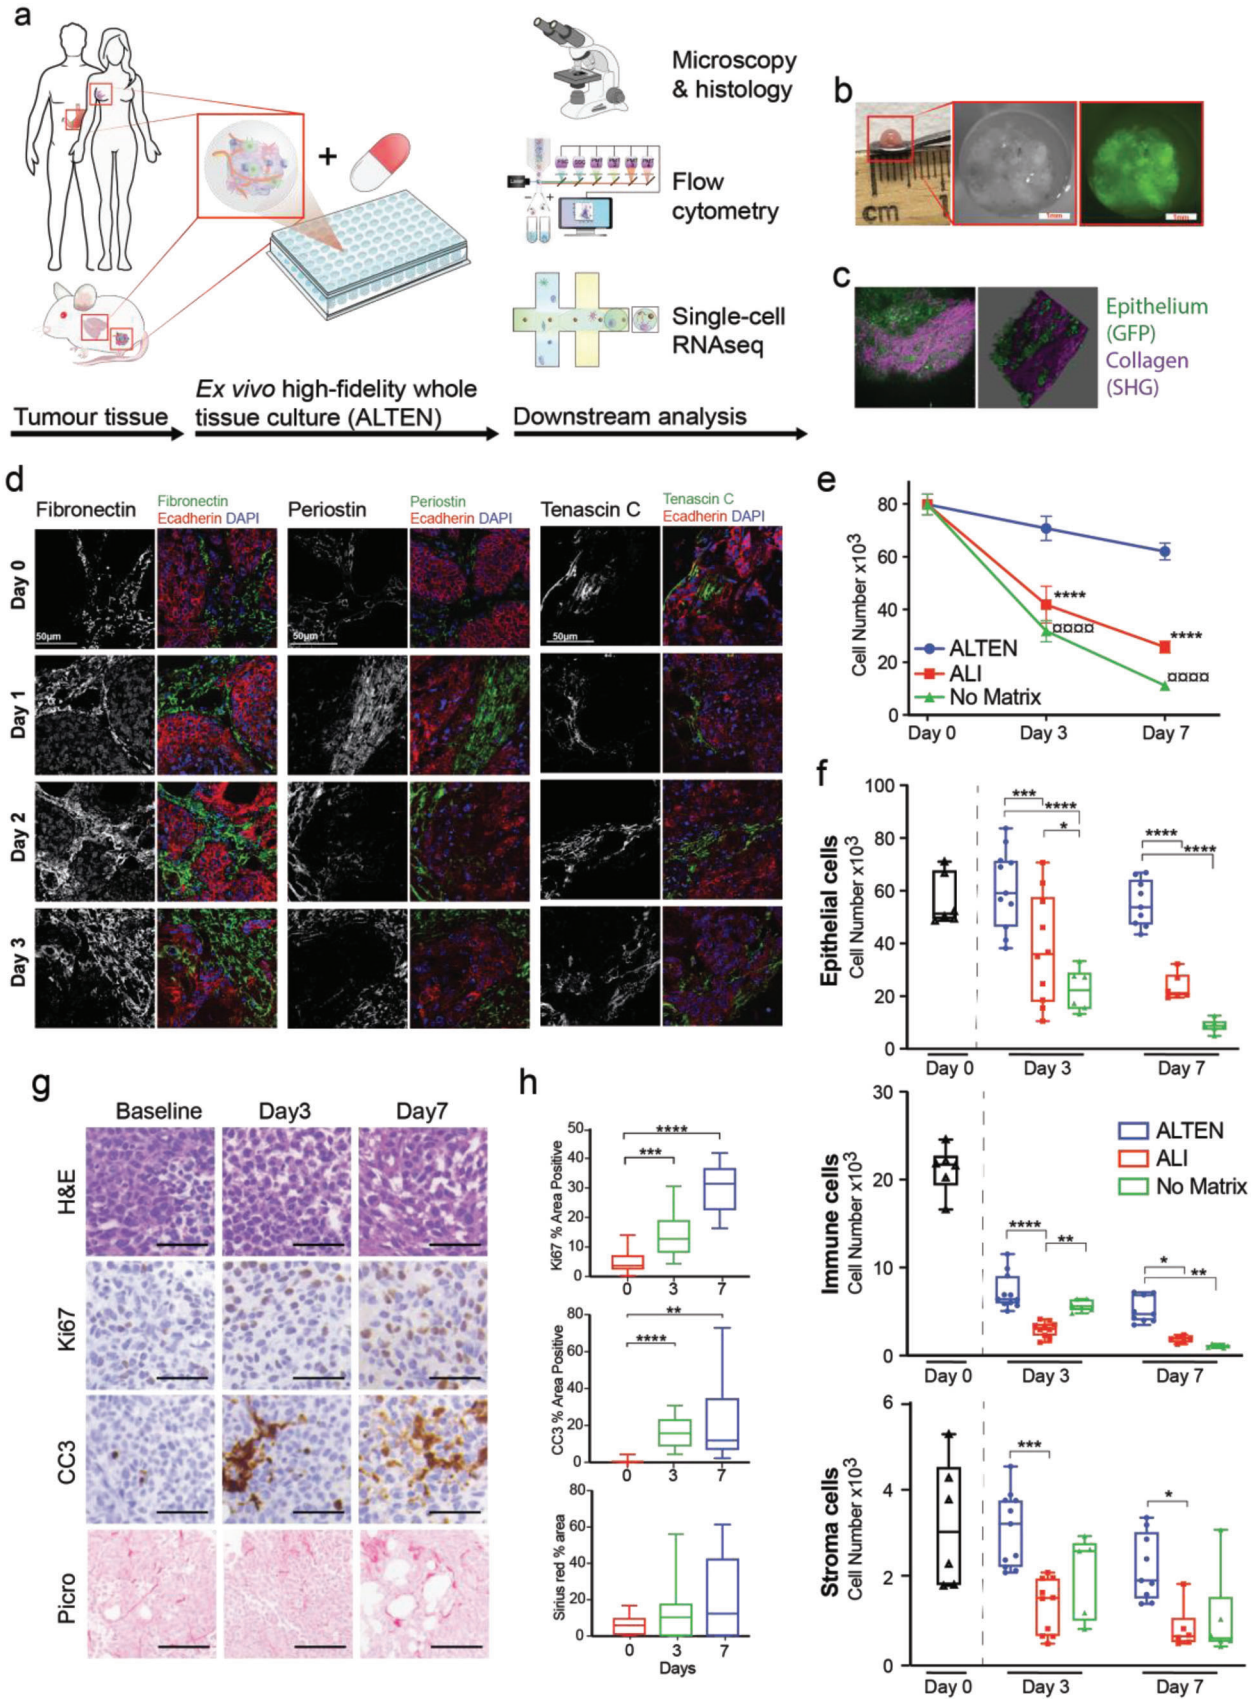 a
Microscopy
& histology
+
Flow
cytometry
Single-cell
RNAseq
Tumour tissue
Ex vivo high-fidelity whole
tissue culture (ALTEN)
Downstream analysis
b
cm
1
1mm
1mm
c
Epithelium
(GFP)
Collagen
(SHG)
d
Fibronectin
Fibronectin
Ecadherin DAPI
Periostin
Periostin
Ecadherin DAPI
Tenascin C
Tenascin C
Ecadherin DAPI
Day 0
50µm
50µm
50µm
Day 1
Day 2
Day 3
e
Cell Number x10³
80
60
40
20
0
****
¤¤¤¤
****
¤¤¤¤
ALTEN
ALI
No Matrix
Day 0
Day 3
Day 7
f
Epithelial cells
Cell Number x10³
100
80
60
40
20
0
***
****
*
****
****
Day 0
Day 3
Day 7
Immune cells
Cell Number x10³
30
20
10
0
****
**
*
**
ALTEN
ALI
No Matrix
Day 0
Day 3
Day 7
Stroma cells
Cell Number x10³
6
4
2
0
***
*
Day 0
Day 3
Day 7
g
Baseline
Day3
Day7
H&E
Ki67
CC3
Picro
h
Ki67 % Area Positive
50
40
30
20
10
0
****
***
0
3
7
CC3 % Area Positive
80
60
40
20
0
**
****
0
3
7
Sirius red % area
80
60
40
20
0
0
3
7
Days